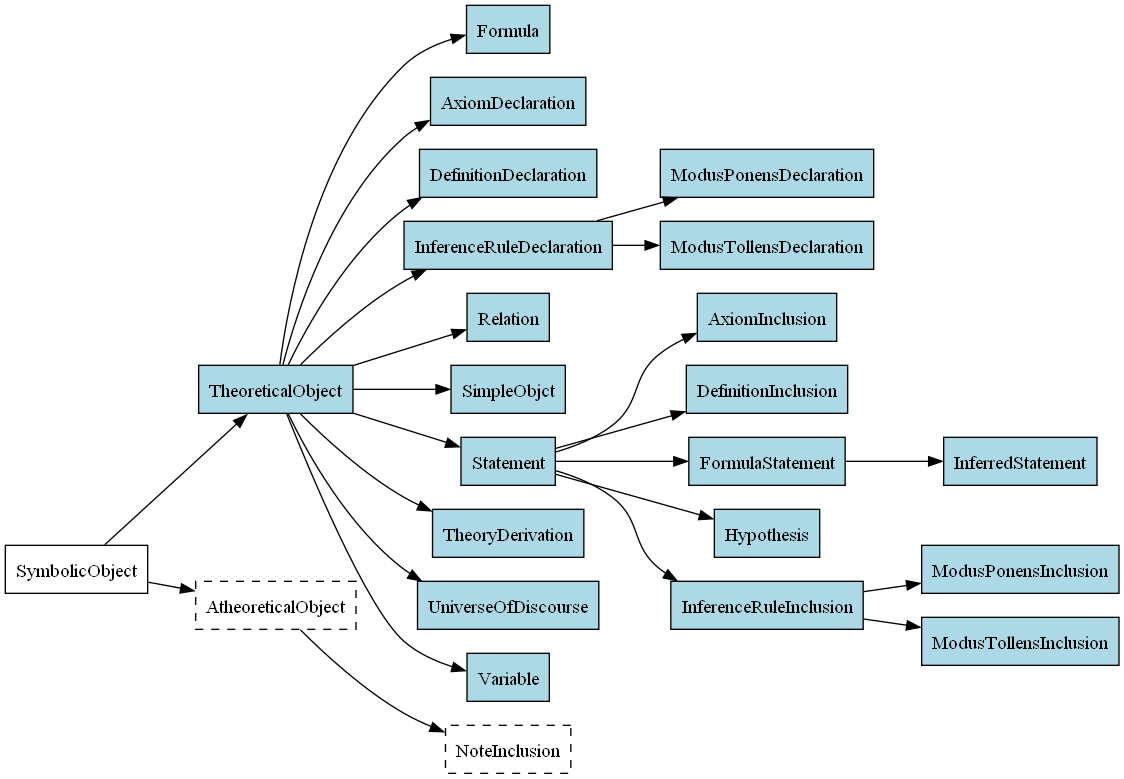 Formula
AxiomDeclaration
DefinitionDeclaration
ModusPonensDeclaration
InferenceRuleDeclaration
ModusTollensDeclaration
Relation
AxiomInclusion
TheoreticalObject
SimpleObjct
DefinitionInclusion
Statement
FormulaStatement
InferredStatement
TheoryDerivation
Hypothesis
SymbolicObject
ModusPonensInclusion
AtheoreticalObject
UniverseOfDiscourse
InferenceRuleInclusion
ModusTollensInclusion
Variable
NoteInclusion